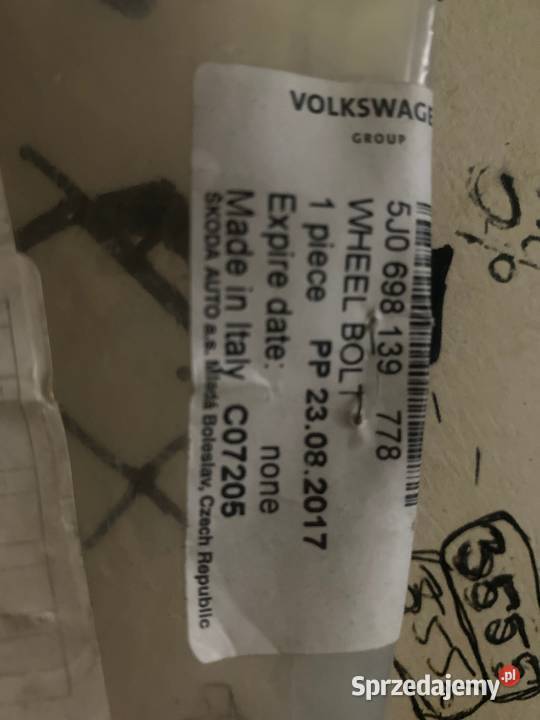 VOLKSWAGE
GROUP
5J0 698 139 778
WHEEL BOLT
1 piece PP 23.08.2017
Expire date: none
Made in Italy C07205
ŠKODA AUTO a.s. Mladá Boleslav, Czech Republic
3555
Sprzedajemy.pl